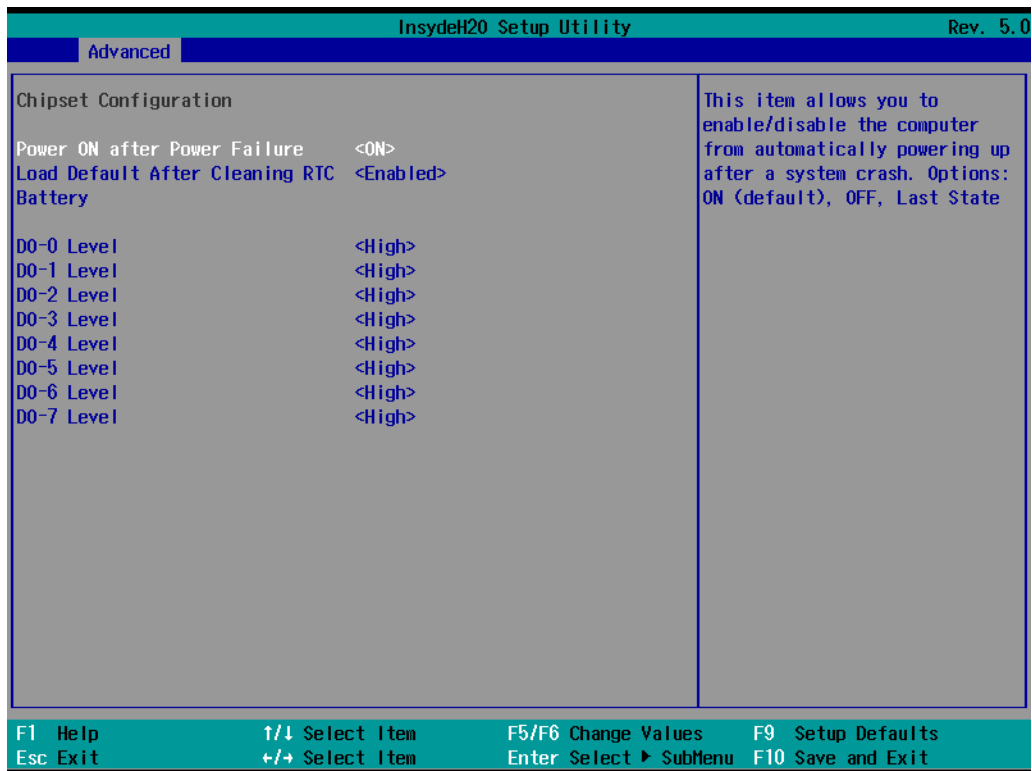 InsydeH20 Setup Utility Rev. 5.0
Advanced
Chipset Configuration
Power ON after Power Failure <ON>
Load Default After Cleaning RTC <Enabled>
Battery
DO-0 Level <High>
DO-1 Level <High>
DO-2 Level <High>
DO-3 Level <High>
DO-4 Level <High>
DO-5 Level <High>
DO-6 Level <High>
DO-7 Level <High>
This item allows you to
enable/disable the computer
from automatically powering up
after a system crash. Options:
ON (default), OFF, Last State
F1 Help ↑/↓ Select Item F5/F6 Change Values F9 Setup Defaults
Esc Exit ←/→ Select Item Enter Select ▶ SubMenu F10 Save and Exit